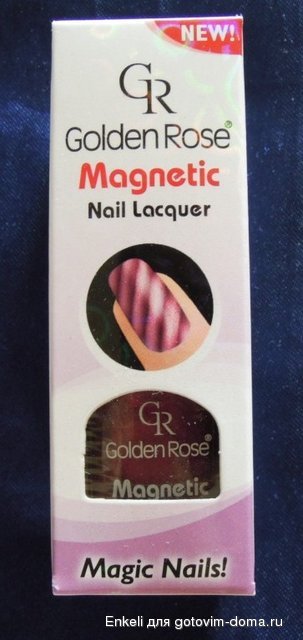 NEW!
GR
Golden Rose®
Magnetic
Nail Lacquer
GR
Golden Rose®
Magnetic
Magic Nails!
Enkeli для gotovim-doma.ru